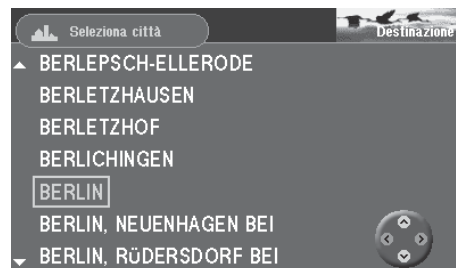 Seleziona città
Destinazione
BERLEPSCH-ELLERODE
BERLETZHAUSEN
BERLETZHOF
BERLICHINGEN
BERLIN
BERLIN, NEUENHAGEN BEI
BERLIN, RÜDERSDORF BEI